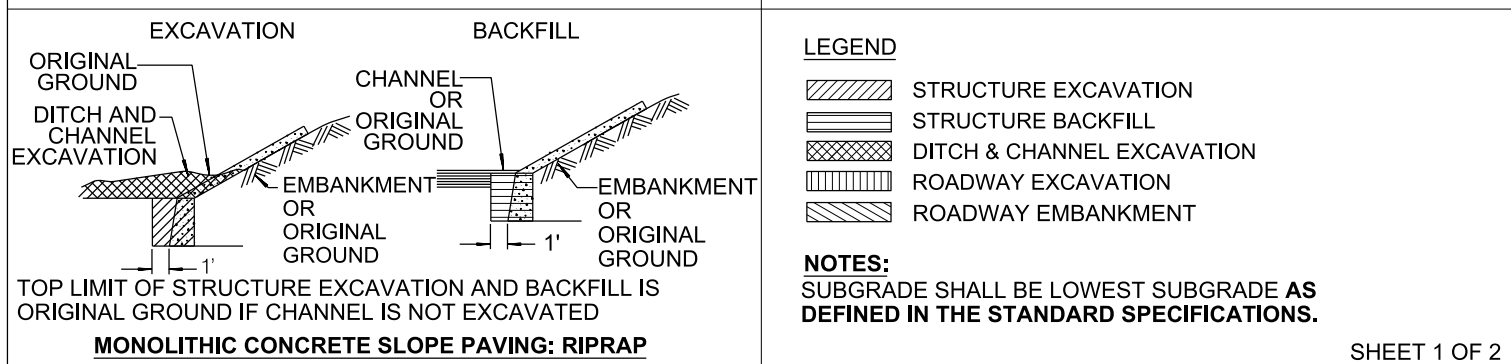 EXCAVATION
ORIGINAL
GROUND
DITCH AND
CHANNEL
EXCAVATION
EMBANKMENT
OR
ORIGINAL
GROUND
1'
BACKFILL
CHANNEL
OR
ORIGINAL
GROUND
EMBANKMENT
OR
ORIGINAL
GROUND
1'
TOP LIMIT OF STRUCTURE EXCAVATION AND BACKFILL IS
ORIGINAL GROUND IF CHANNEL IS NOT EXCAVATED
MONOLITHIC CONCRETE SLOPE PAVING: RIPRAP
LEGEND
STRUCTURE EXCAVATION
STRUCTURE BACKFILL
DITCH & CHANNEL EXCAVATION
ROADWAY EXCAVATION
ROADWAY EMBANKMENT
NOTES:
SUBGRADE SHALL BE LOWEST SUBGRADE AS
DEFINED IN THE STANDARD SPECIFICATIONS.
SHEET 1 OF 2